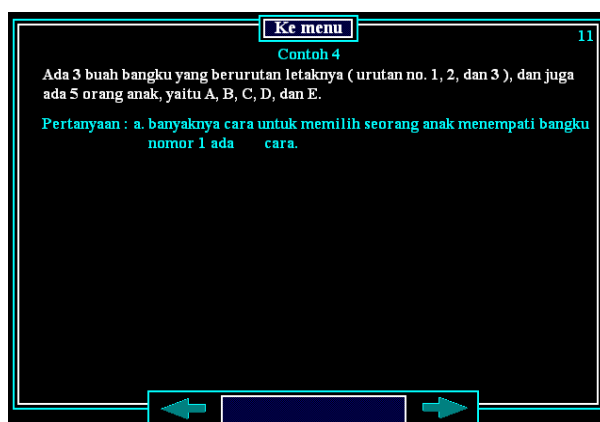 Ke menu
11
Contoh 4
Ada 3 buah bangku yang berurutan letaknya ( urutan no. 1, 2, dan 3 ), dan juga
ada 5 orang anak, yaitu A, B, C, D, dan E.
Pertanyaan : a. banyaknya cara untuk memilih seorang anak menempati bangku
nomor 1 ada cara.